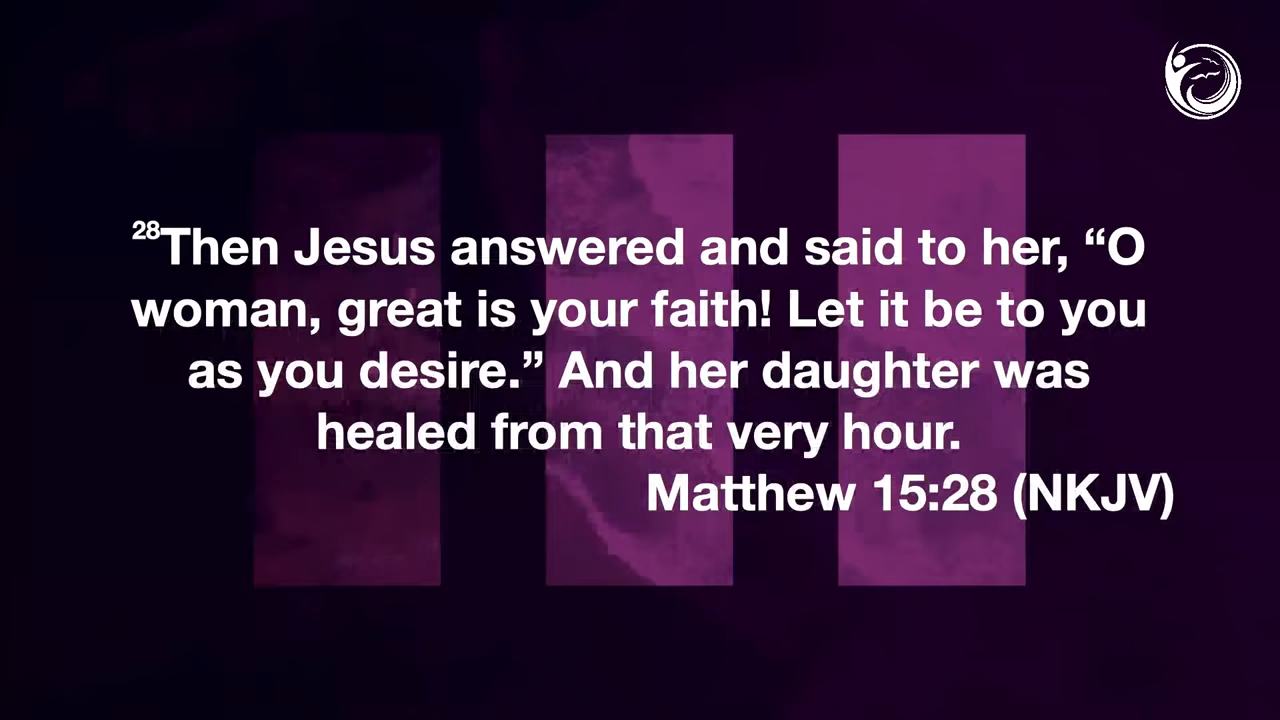 28Then Jesus answered and said to her, “O
woman, great is your faith! Let it be to you
as you desire.” And her daughter was
healed from that very hour.
Matthew 15:28 (NKJV)